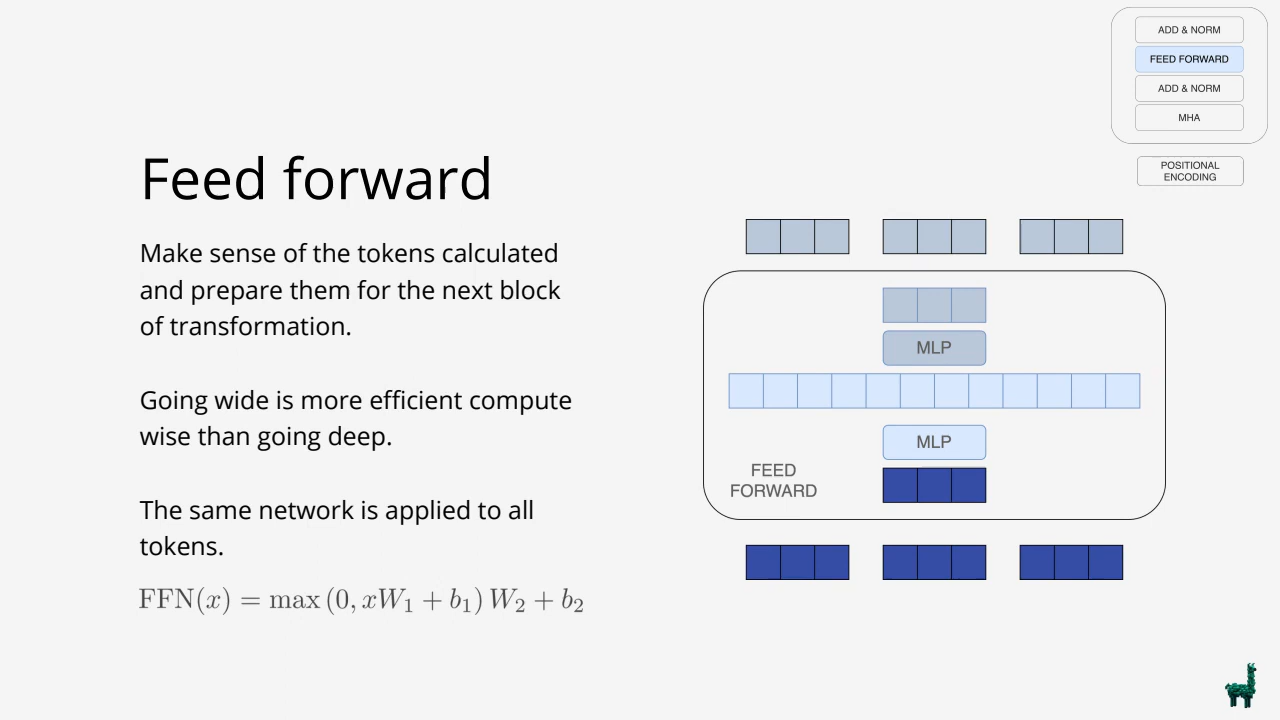 ADD & NORM
FEED FORWARD
ADD & NORM
MHA
POSITIONAL
ENCODING
Feed forward
Make sense of the tokens calculated
and prepare them for the next block
of transformation.
Going wide is more efficient compute
wise than going deep.
The same network is applied to all
tokens.
FFN(x) = max (0, xW₁ + b₁) W₂ + b₂
MLP
MLP
FEED
FORWARD